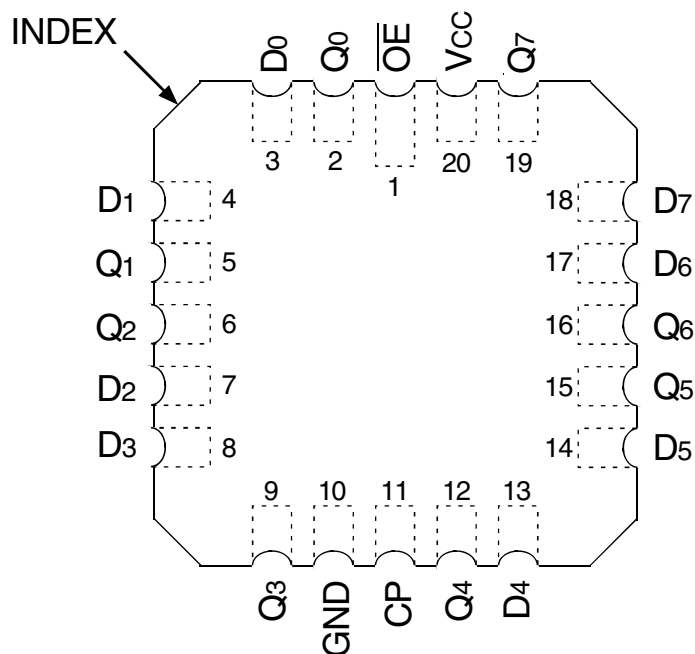 INDEX
D0 Q0 O̅E̅ VCC Q7
3 2 1 20 19
D1 4 18 D7
Q1 5 17 D6
Q2 6 16 Q6
D2 7 15 Q5
D3 8 14 D5
9 10 11 12 13
Q3 GND CP Q4 D4